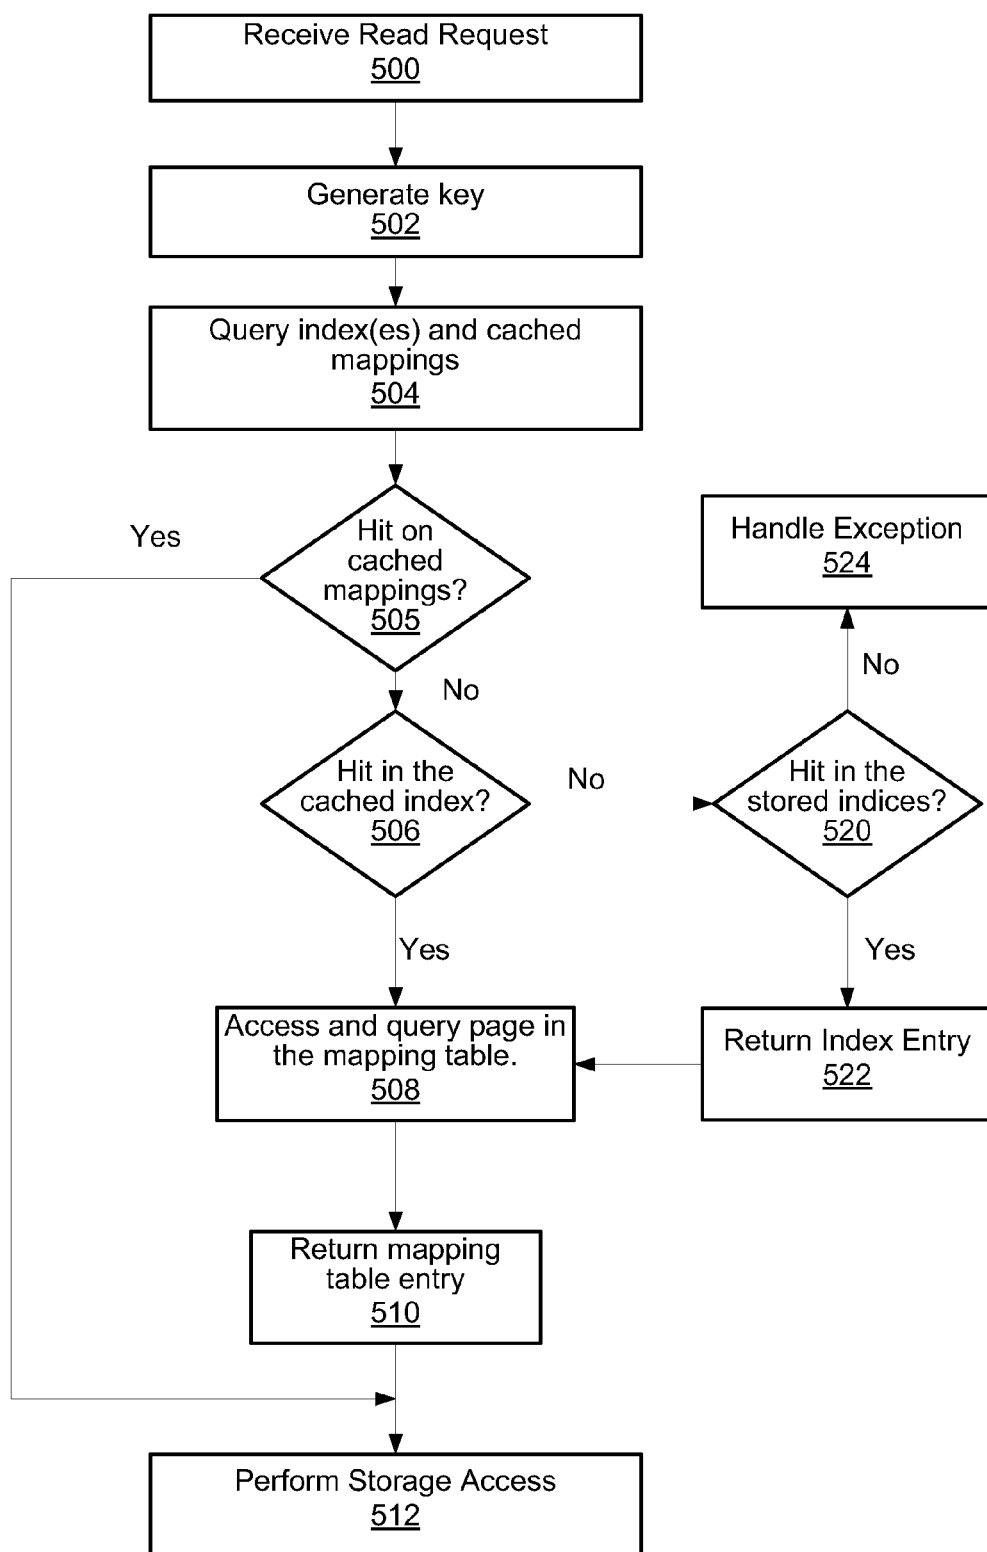 Receive Read Request
500
Generate key
502
Query index(es) and cached
mappings
504
Yes
Hit on
cached
mappings?
505
No
Handle Exception
524
No
Hit in the
cached index?
506
No
Hit in the
stored indices?
520
Yes
Yes
Access and query page in
the mapping table.
508
Return Index Entry
522
Return mapping
table entry
510
Perform Storage Access
512